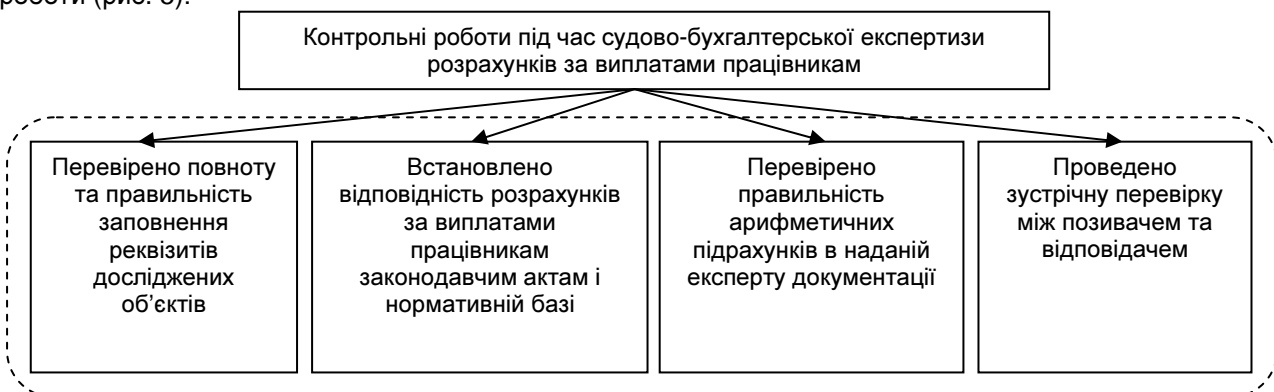 роботи (рис. 3).
Контрольні роботи під час судово-бухгалтерської експертизи
розрахунків за виплатами працівникам
Перевірено повноту
та правильність
заповнення
реквізитів
досліджених
об’єктів
Встановлено
відповідність розрахунків
за виплатами
працівникам
законодавчим актам і
нормативній базі
Перевірено
правильність
арифметичних
підрахунків в наданій
експерту документації
Проведено
зустрічну перевірку
між позивачем та
відповідачем